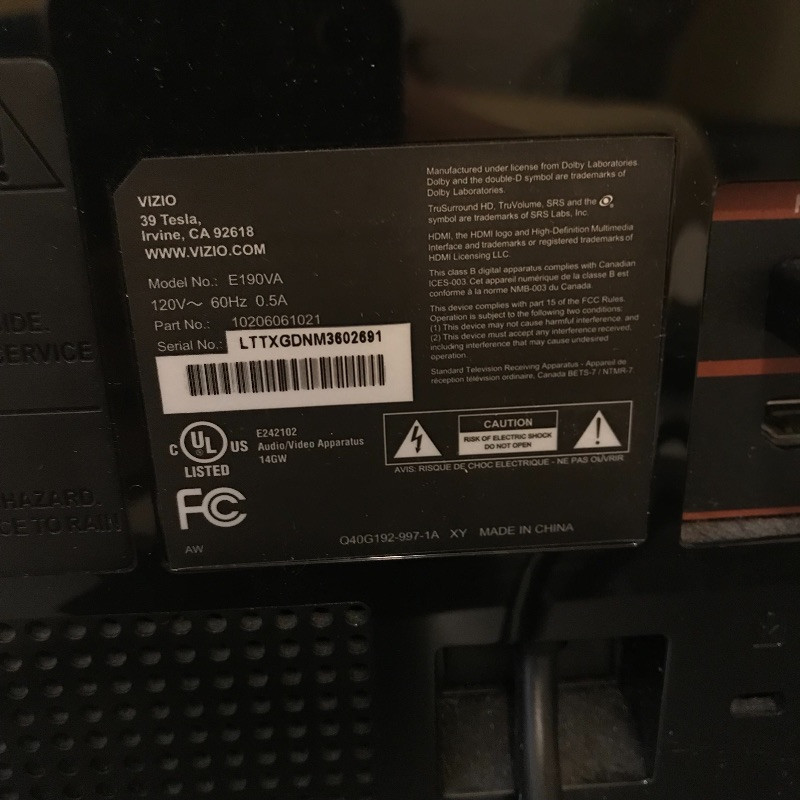 VIZIO
39 Tesla,
Irvine, CA 92618
WWW.VIZIO.COM
Model No.: E190VA
120V~ 60Hz 0.5A
Part No.: 10206061021
Serial No.: LTTXGDNM3602691
C UL US
LISTED
E242102
Audio/Video Apparatus
14GW
FC
AW
Manufactured under license from Dolby Laboratories.
Dolby and the double-D symbol are trademarks of
Dolby Laboratories.
TruSurround HD, TruVolume, SRS and the
symbol are trademarks of SRS Labs, Inc.
HDMI, the HDMI logo and High-Definition Multimedia
Interface and trademarks or registered trademarks of
HDMI Licensing LLC.
This class B digital apparatus complies with Canadian
ICES-003. Cet appareil numérique de la classe B est
conforme à la norme NMB-003 du Canada.
This device complies with part 15 of the FCC Rules.
Operation is subject to the following two conditions:
(1) This device may not cause harmful interference, and
(2) This device must accept any interference received,
including interference that may cause undesired
operation.
Standard Television Receiving Apparatus - Appareil de
réception télévision ordinaire, Canada BETS-7 / NTMR-7.
CAUTION
RISK OF ELECTRIC SHOCK
DO NOT OPEN
AVIS: RISQUE DE CHOC ELECTRIQUE - NE PAS OUVRIR
Q40G192-997-1A XY MADE IN CHINA
IDE.
SERVICE
HAZARD.
CE TO RAIN